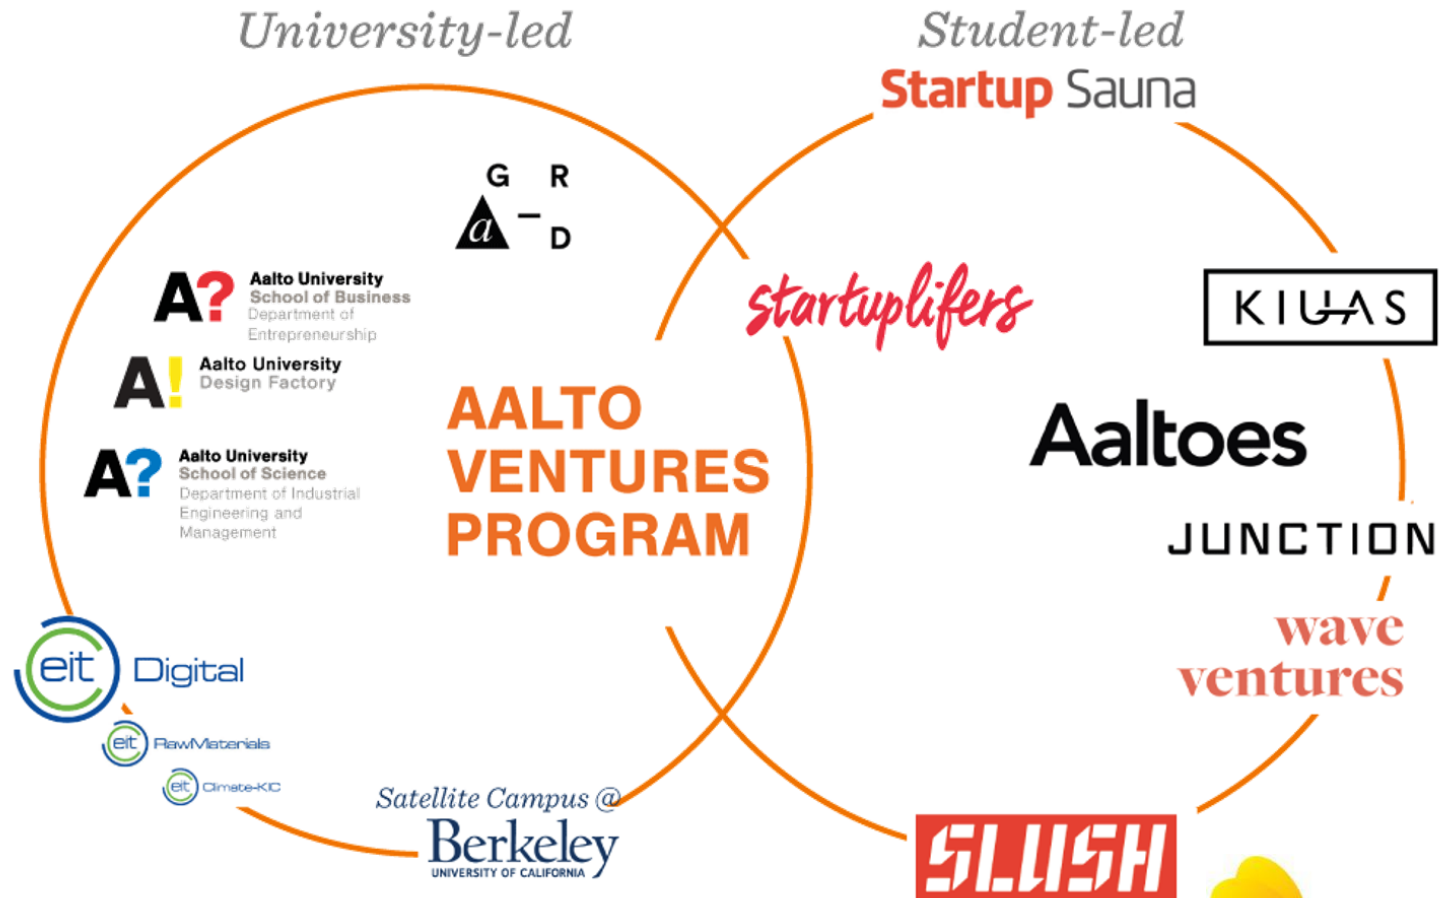 University-led
Student-led
Startup Sauna
G R
a – D
Aalto University
School of Business
Department of
Entrepreneurship
A?
startuplifers
KIUAS
Aalto University
Design Factory
A!
AALTO
VENTURES
PROGRAM
Aaltoes
Aalto University
School of Science
Department of Industrial
Engineering and
Management
A?
JUNCTION
wave
ventures
eit Digital
eit RawMaterials
eit Climate-KIC
Satellite Campus @
Berkeley
UNIVERSITY OF CALIFORNIA
SLUSH